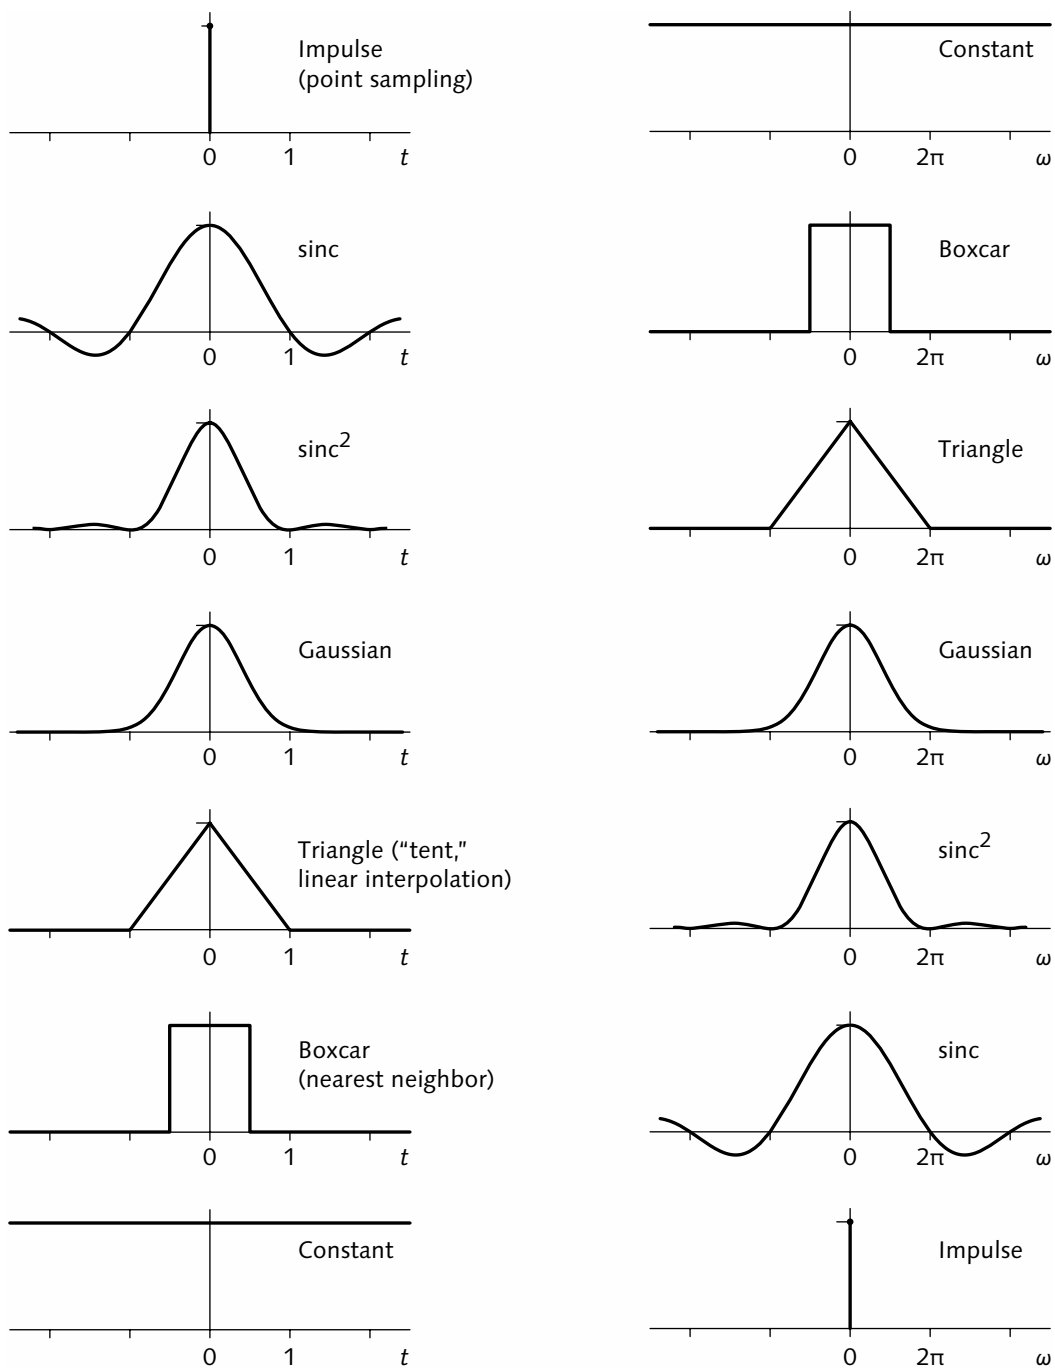 Impulse
(point sampling)
0 1 t
Constant
0 2π ω
sinc
0 1 t
Boxcar
0 2π ω
sinc2
0 1 t
Triangle
0 2π ω
Gaussian
0 1 t
Gaussian
0 2π ω
Triangle (“tent,”
linear interpolation)
0 1 t
sinc2
0 2π ω
Boxcar
(nearest neighbor)
0 1 t
sinc
0 2π ω
Constant
0 1 t
Impulse
0 2π ω